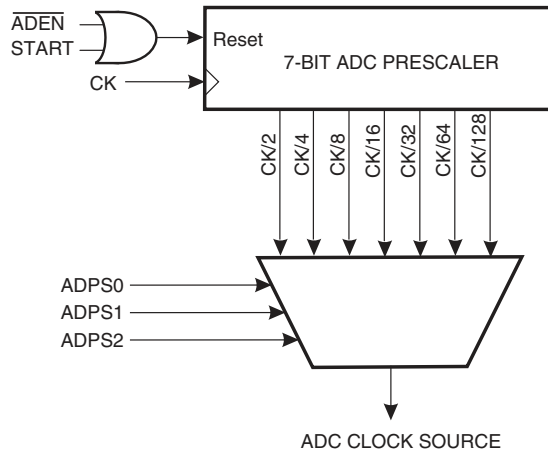 ADEN
START
Reset
7-BIT ADC PRESCALER
CK
CK/2
CK/4
CK/8
CK/16
CK/32
CK/64
CK/128
ADPS0
ADPS1
ADPS2
ADC CLOCK SOURCE